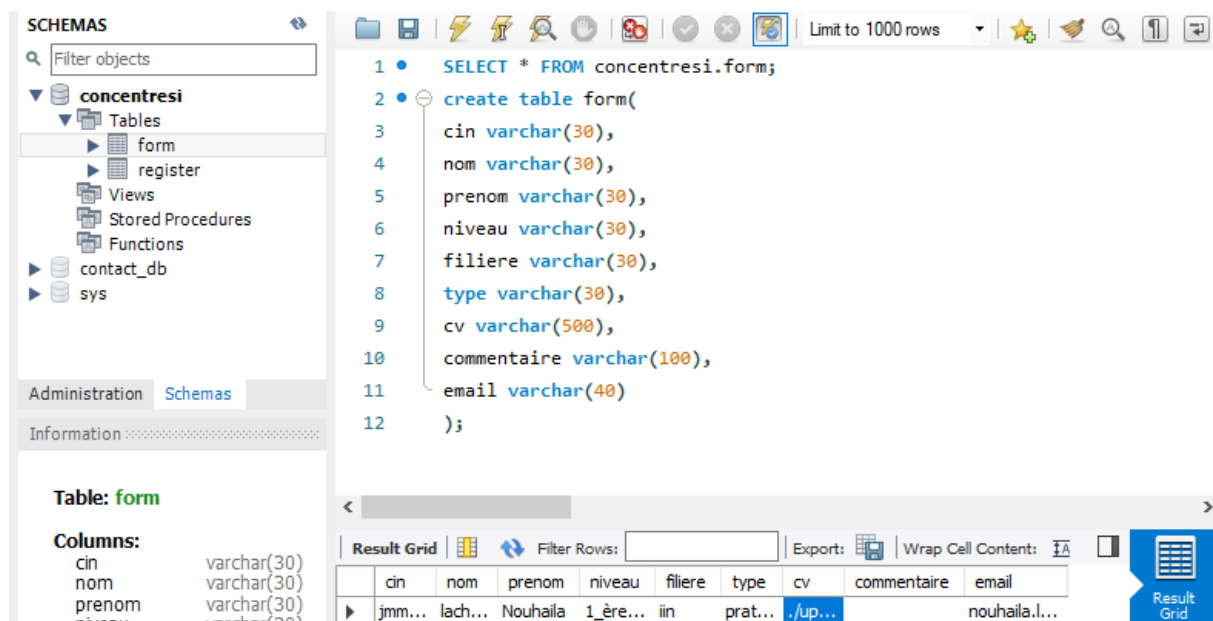 SCHEMAS
Filter objects
concentresi
Tables
form
register
Views
Stored Procedures
Functions
contact_db
sys
Administration Schemas
Information
Table: form
Columns:
cin varchar(30)
nom varchar(30)
prenom varchar(30)
Limit to 1000 rows
1 SELECT * FROM concentresi.form;
2 create table form(
3 cin varchar(30),
4 nom varchar(30),
5 prenom varchar(30),
6 niveau varchar(30),
7 filiere varchar(30),
8 type varchar(30),
9 cv varchar(500),
10 commentaire varchar(100),
11 email varchar(40)
12 );
Result Grid Filter Rows: Export: Wrap Cell Content: IA
cin nom prenom niveau filiere type cv commentaire email
jmm... lach... Nouhaila 1_ère... iin prat... ./up... nouhaila.l...
Result
Grid